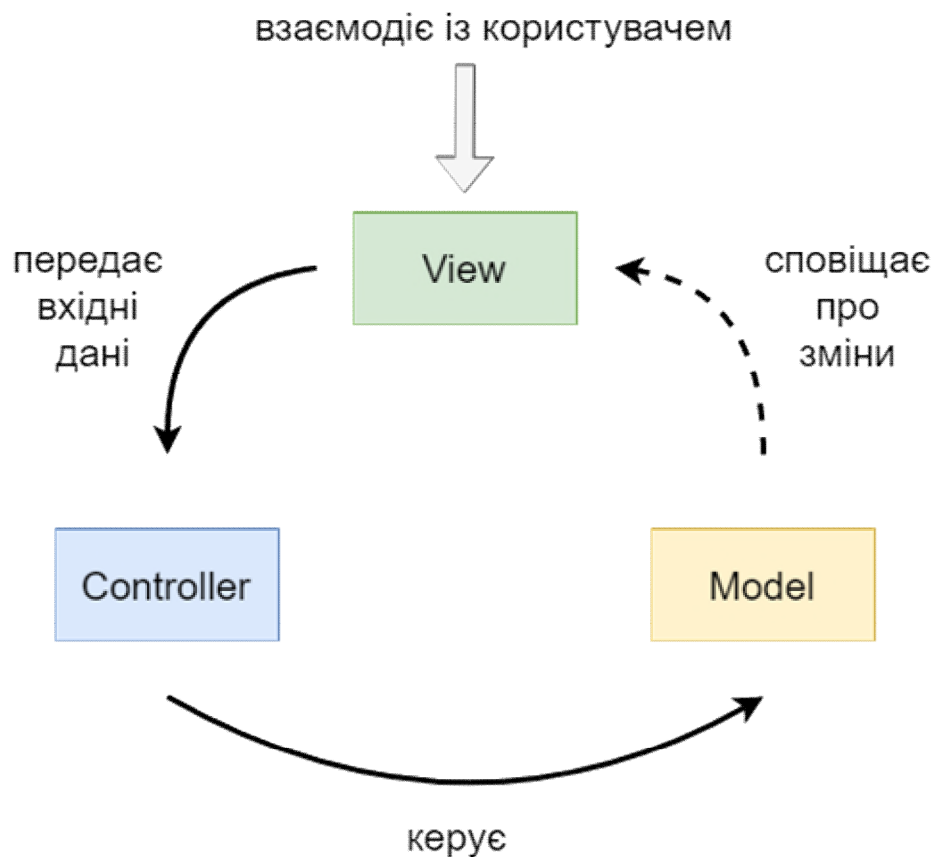 взаємодіє із користувачем
передає
вхідні
дані
View
сповіщає
про
зміни
Controller
Model
керує